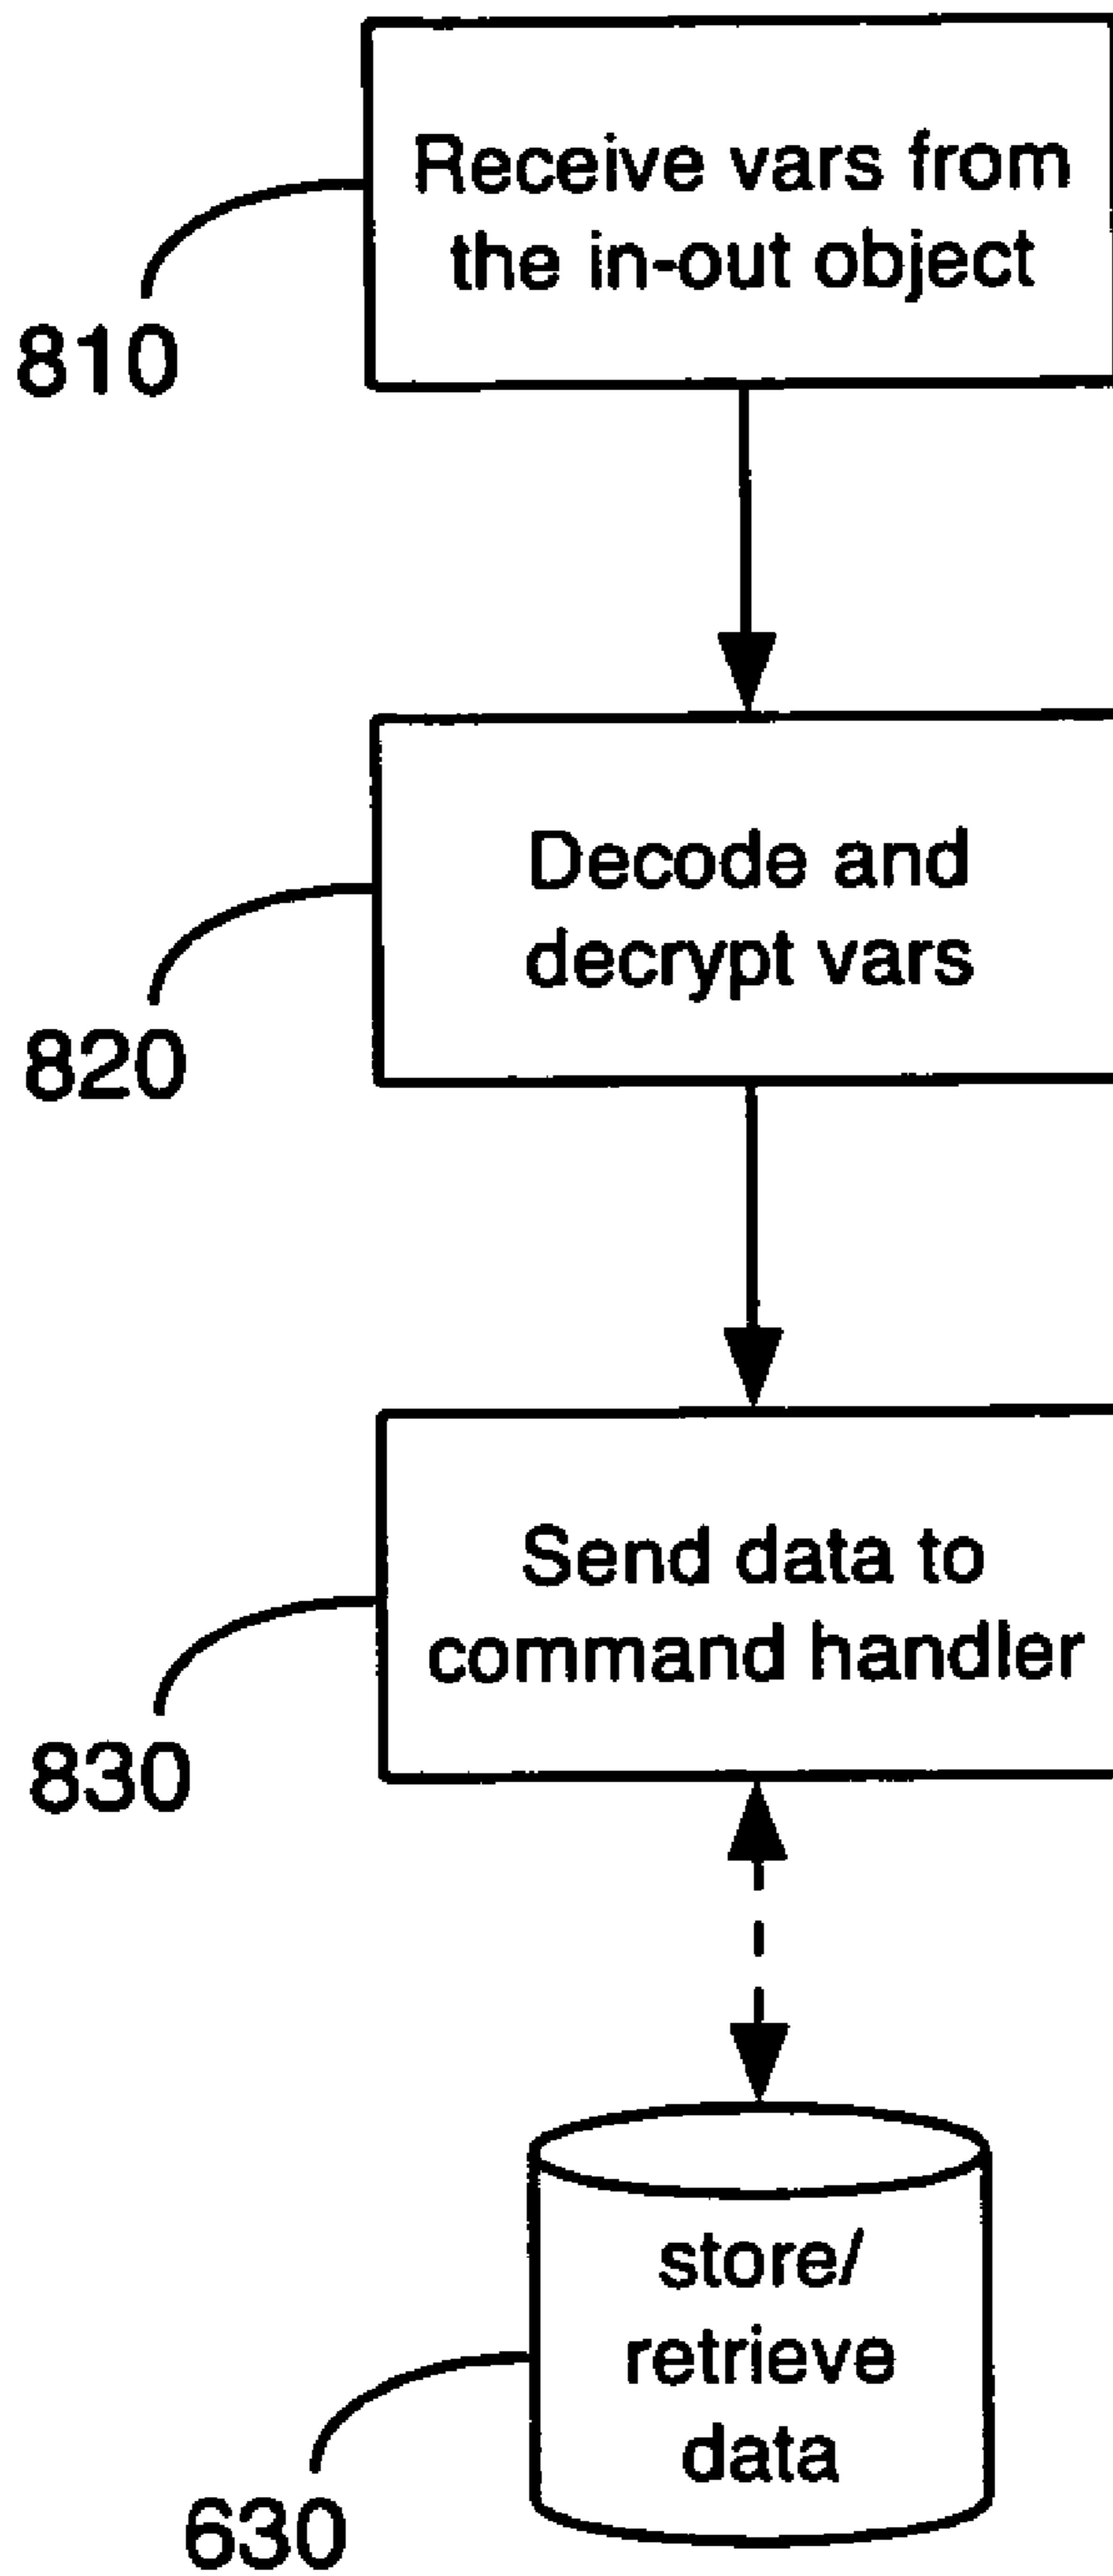 Receive vars from
the in-out object
810
Decode and
decrypt vars
820
Send data to
command handler
830
store/
retrieve
data
630